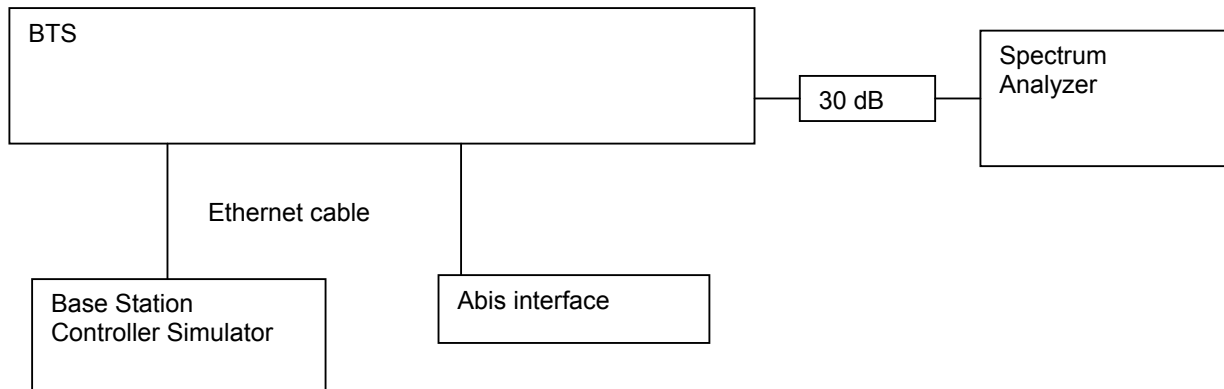 BTS
30 dB
Spectrum
Analyzer
Ethernet cable
Base Station
Controller Simulator
Abis interface